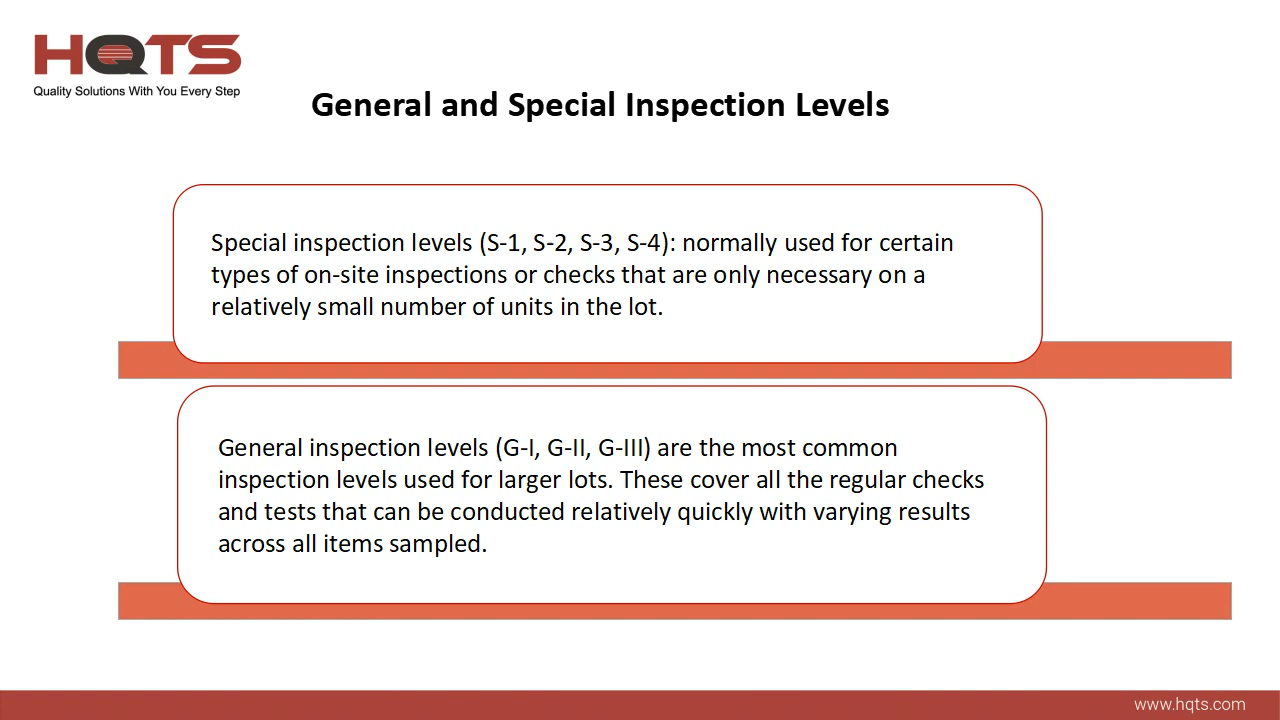 HQTS
Quality Solutions With You Every Step
General and Special Inspection Levels
Special inspection levels (S-1, S-2, S-3, S-4): normally used for certain
types of on-site inspections or checks that are only necessary on a
relatively small number of units in the lot.
General inspection levels (G-I, G-II, G-III) are the most common
inspection levels used for larger lots. These cover all the regular checks
and tests that can be conducted relatively quickly with varying results
across all items sampled.
www.hqts.com